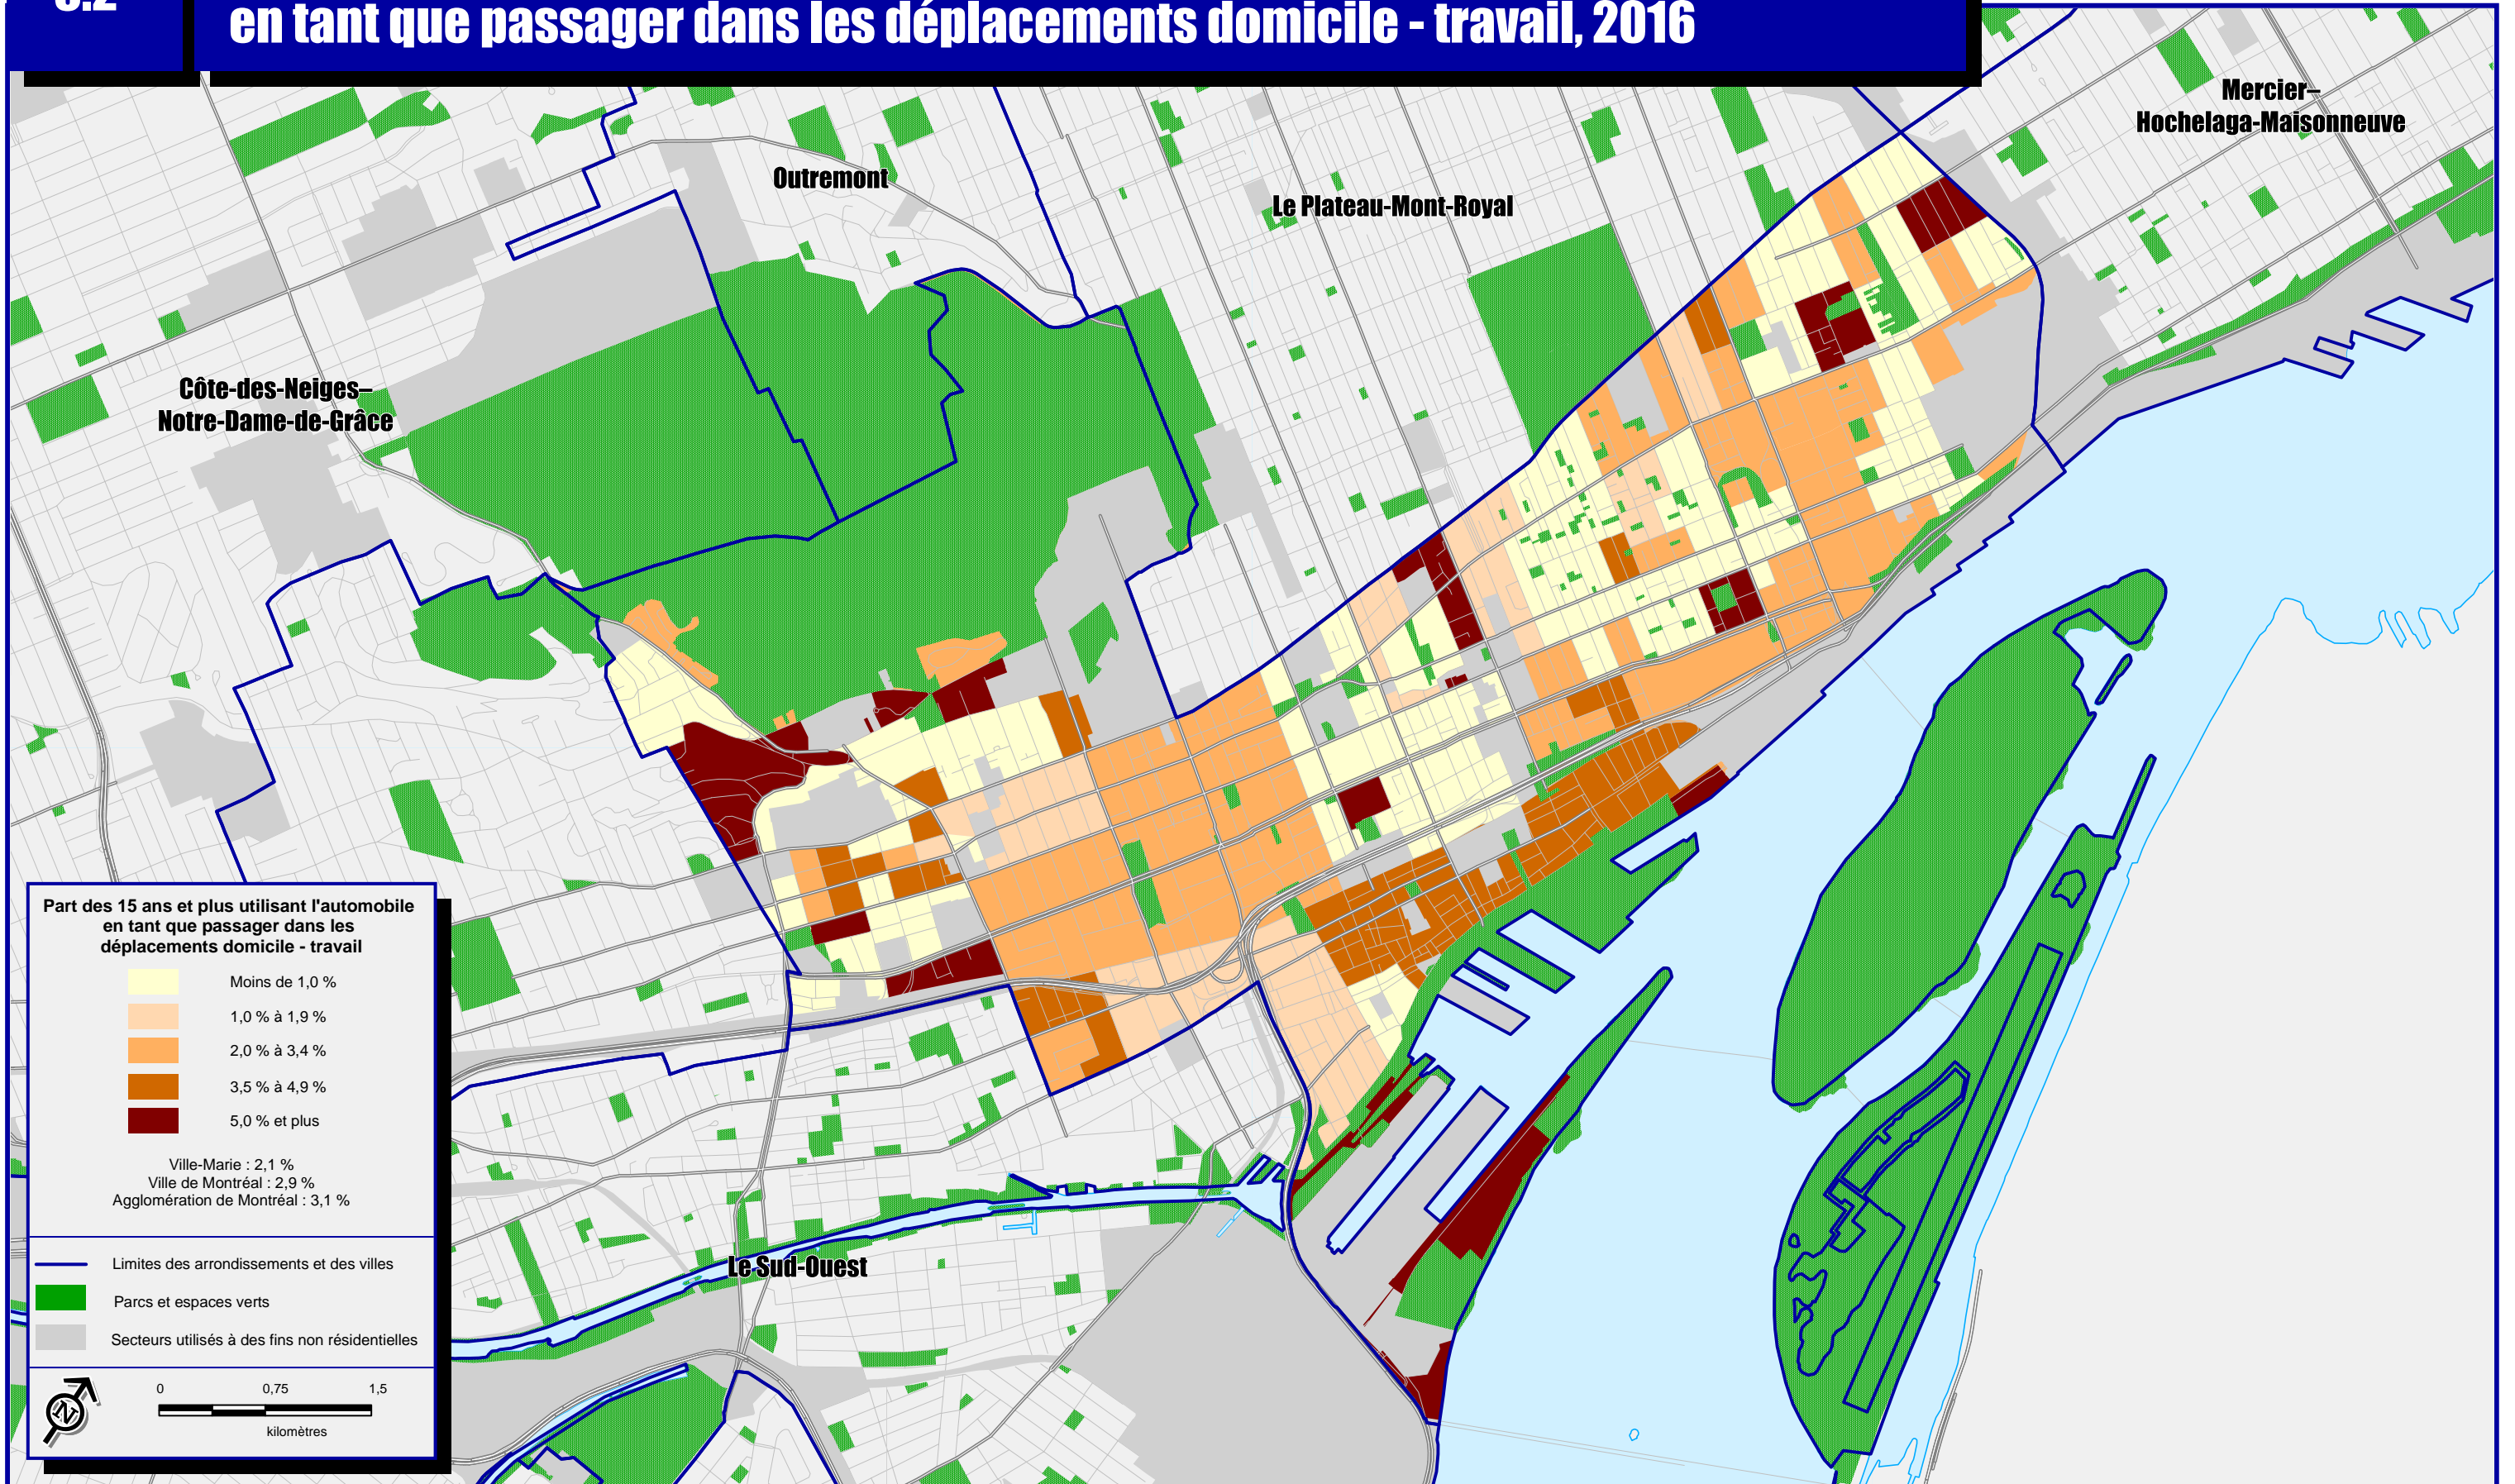 en tant que passager dans les déplacements domicile - travail, 2016
Mercier–
Hochelaga-Maisonneuve
Outremont
Le Plateau-Mont-Royal
Côte-des-Neiges–
Notre-Dame-de-Grâce
Le Sud-Ouest
Part des 15 ans et plus utilisant l'automobile
en tant que passager dans les
déplacements domicile - travail
Moins de 1,0 %
1,0 % à 1,9 %
2,0 % à 3,4 %
3,5 % à 4,9 %
5,0 % et plus
Ville-Marie : 2,1 %
Ville de Montréal : 2,9 %
Agglomération de Montréal : 3,1 %
Limites des arrondissements et des villes
Parcs et espaces verts
Secteurs utilisés à des fins non résidentielles
N
0 0,75 1,5
kilomètres